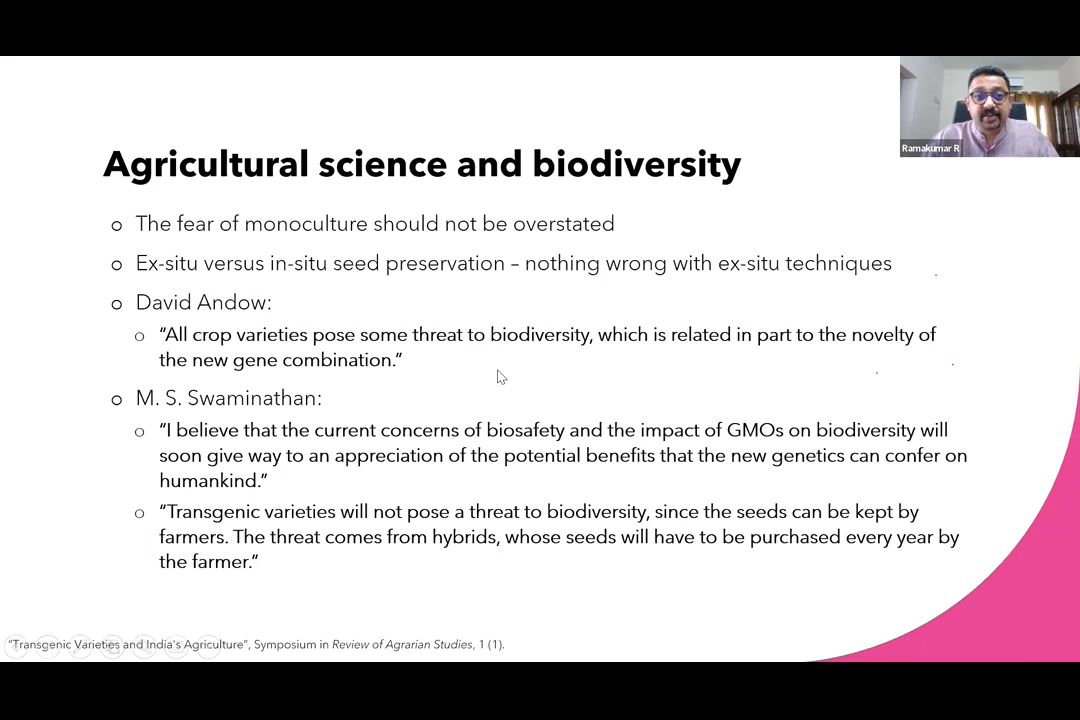 Ramakumar R
Agricultural science and biodiversity
o The fear of monoculture should not be overstated
o Ex-situ versus in-situ seed preservation – nothing wrong with ex-situ techniques
o David Andow:
o “All crop varieties pose some threat to biodiversity, which is related in part to the novelty of
the new gene combination.”
o M. S. Swaminathan:
o “I believe that the current concerns of biosafety and the impact of GMOs on biodiversity will
soon give way to an appreciation of the potential benefits that the new genetics can confer on
humankind.”
o “Transgenic varieties will not pose a threat to biodiversity, since the seeds can be kept by
farmers. The threat comes from hybrids, whose seeds will have to be purchased every year by
the farmer.”
“Transgenic Varieties and India's Agriculture”, Symposium in Review of Agrarian Studies, 1 (1).